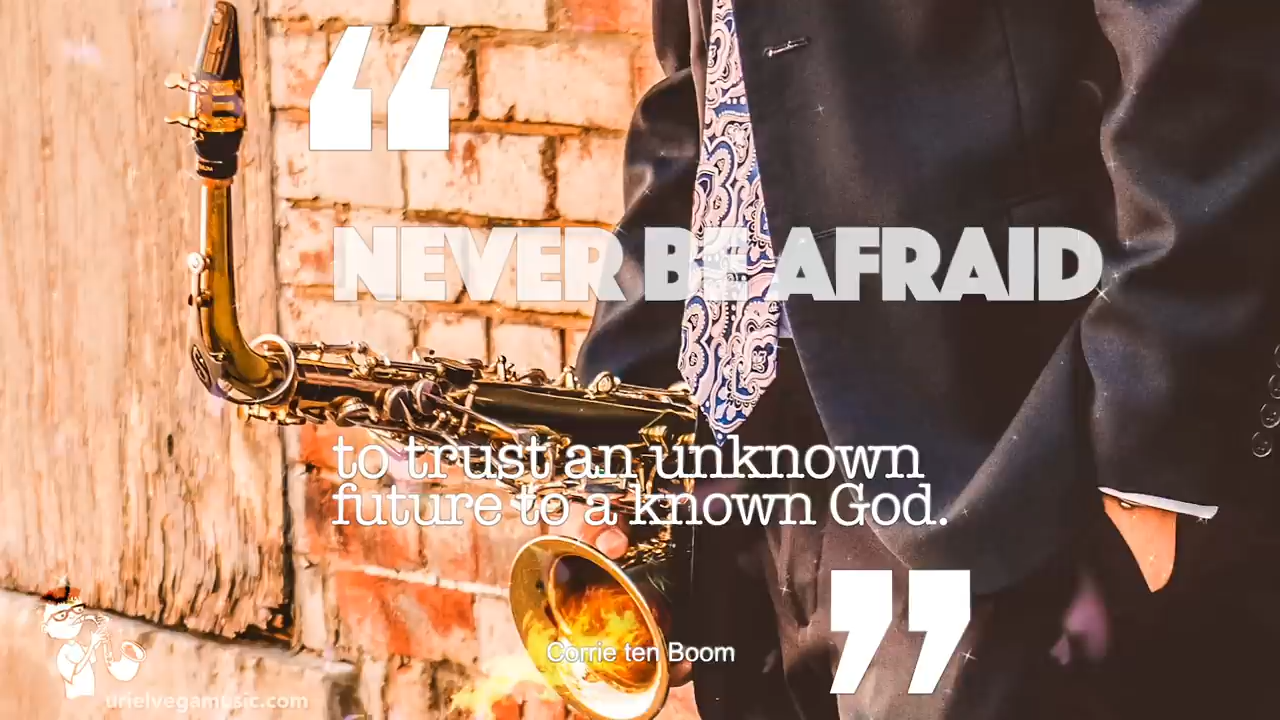 “
NEVER BE AFRAID
to trust an unknown
future to a known God.
”
Corrie ten Boom
urielvegamusic.com